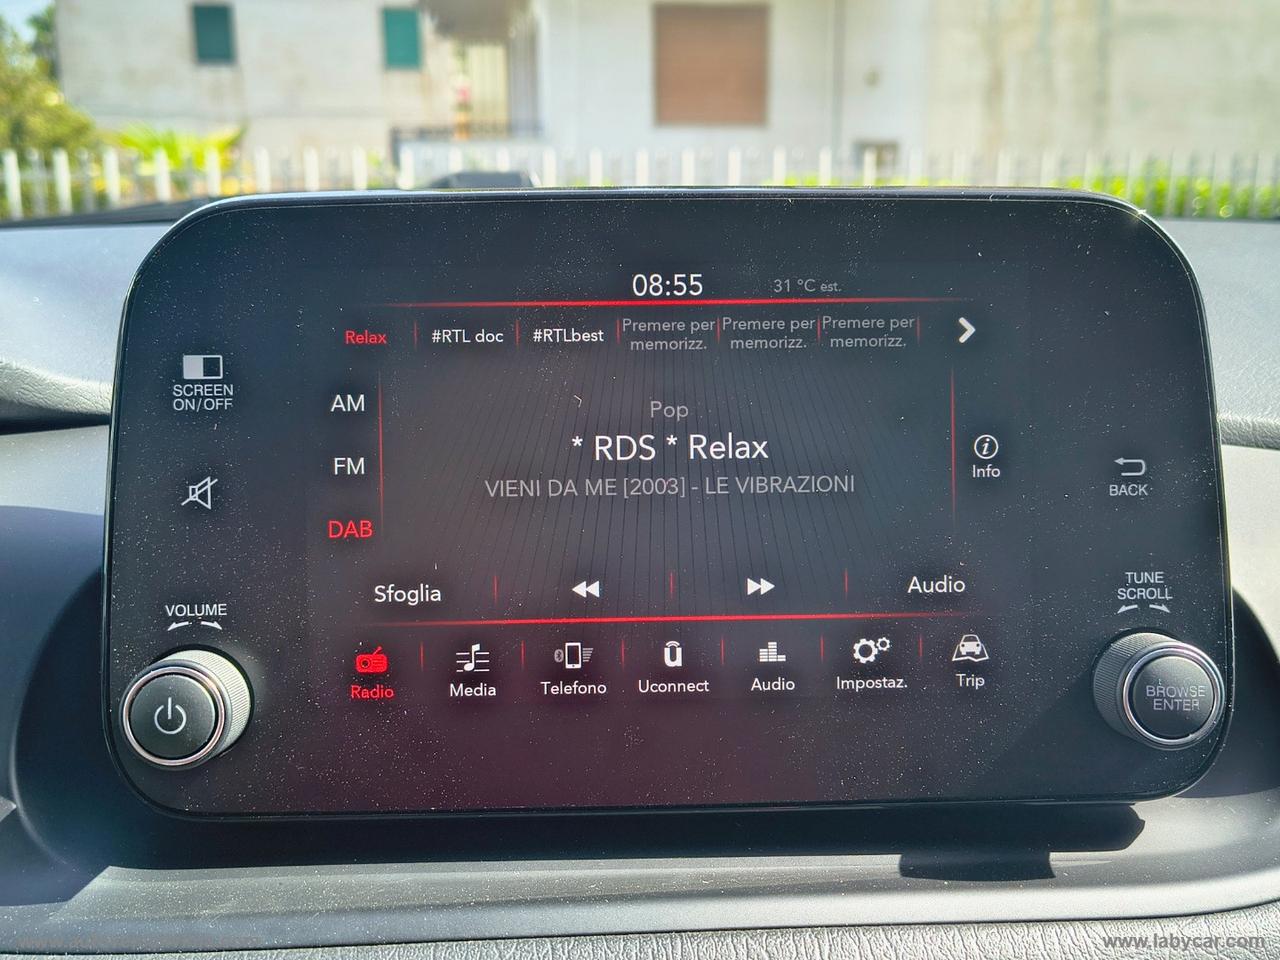 08:55 31 °C est.
Relax #RTL doc #RTLbest Premere per memorizz. Premere per memorizz. Premere per memorizz.
SCREEN
ON/OFF
AM
FM
DAB
Pop
* RDS * Relax
VIENI DA ME [2003] - LE VIBRAZIONI
i
Info
BACK
Sfoglia Audio
VOLUME
TUNE
SCROLL
Radio Media Telefono Uconnect Audio Impostaz. Trip
BROWSE
ENTER
www.labycar.com